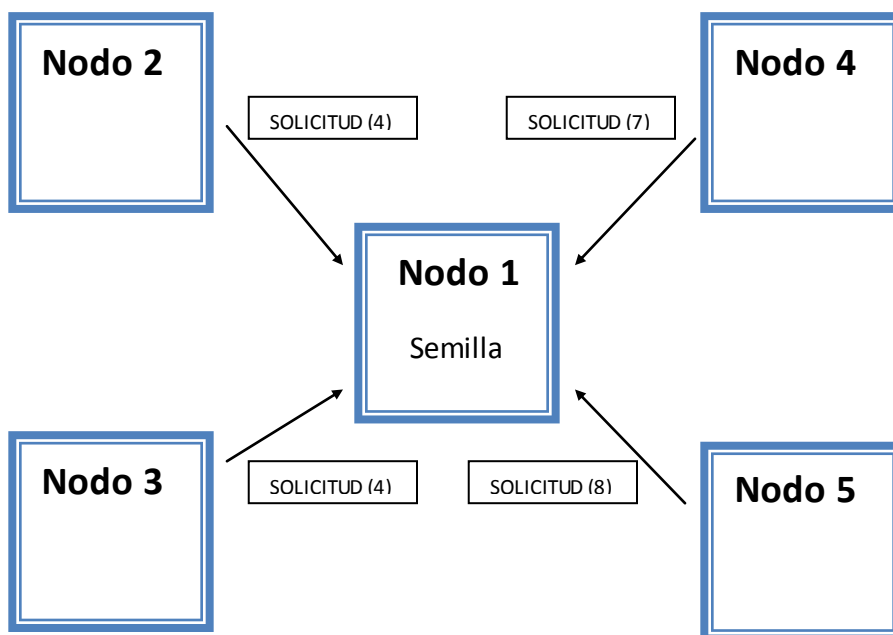 Nodo 2
Nodo 4
SOLICITUD (4)
SOLICITUD (7)
Nodo 1
Semilla
Nodo 3
SOLICITUD (4)
SOLICITUD (8)
Nodo 5